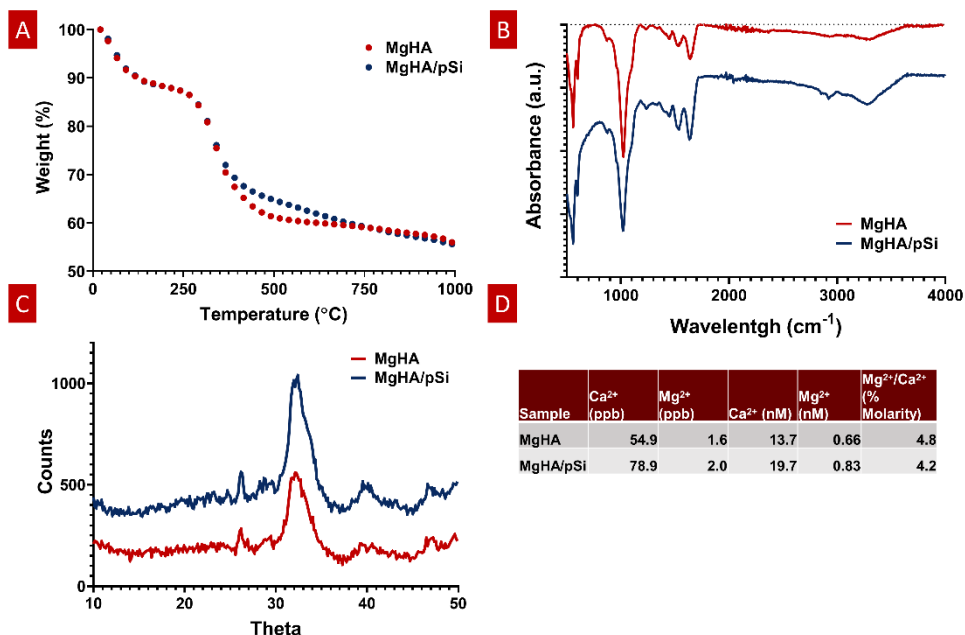 A
100
90
80
70
60
50
Weight (%)
MgHA
MgHA/pSi
0
250
500
750
1000
Temperature (°C)
B
Absorbance (a.u.)
MgHA
MgHA/pSi
1000
2000
3000
4000
Wavelentgh (cm⁻¹)
C
1000
500
0
Counts
MgHA
MgHA/pSi
10
20
30
40
50
Theta
D
Sample
Ca²⁺
(ppb)
Mg²⁺
(ppb)
Ca²⁺ (nM)
Mg²⁺
(nM)
Mg²⁺/Ca²⁺
(%
Molarity)
MgHA 54.9 1.6 13.7 0.66 4.8
MgHA/pSi 78.9 2.0 19.7 0.83 4.2